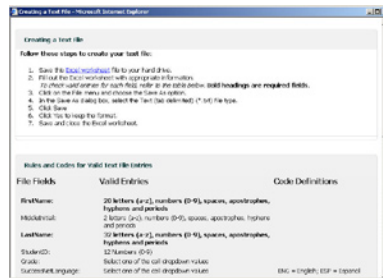 Creating a Text File - Microsoft Internet Explorer
Creating a Text File
Follow these steps to create your text file:
1. Save this Excel worksheet file to your hard drive.
2. Fill out the Excel worksheet with appropriate information.
To check valid entries for each field, refer to the table below. Bold headings are required fields.
3. Click on the File menu and choose the Save As option.
4. In the Save As dialog box, select the Text (tab delimited) (*.txt) file type.
5. Click Save
6. Click Yes to keep the format.
7. Save and close the Excel worksheet.
Rules and Codes for Valid Text File Entries
File Fields Valid Entries Code Definitions
FirstName: 20 letters (a-z), numbers (0-9), spaces, apostrophes,
hyphens and periods
MiddleInitial: 2 letters (a-z), numbers (0-9), spaces, apostrophes, hyphens
and periods
LastName: 32 letters (a-z), numbers (0-9), spaces, apostrophes,
hyphens and periods
StudentID: 12 Numbers (0-9)
Grade: Select one of the cell dropdown values
Select one of the cell dropdown values ENG = English; ESP = Espanol